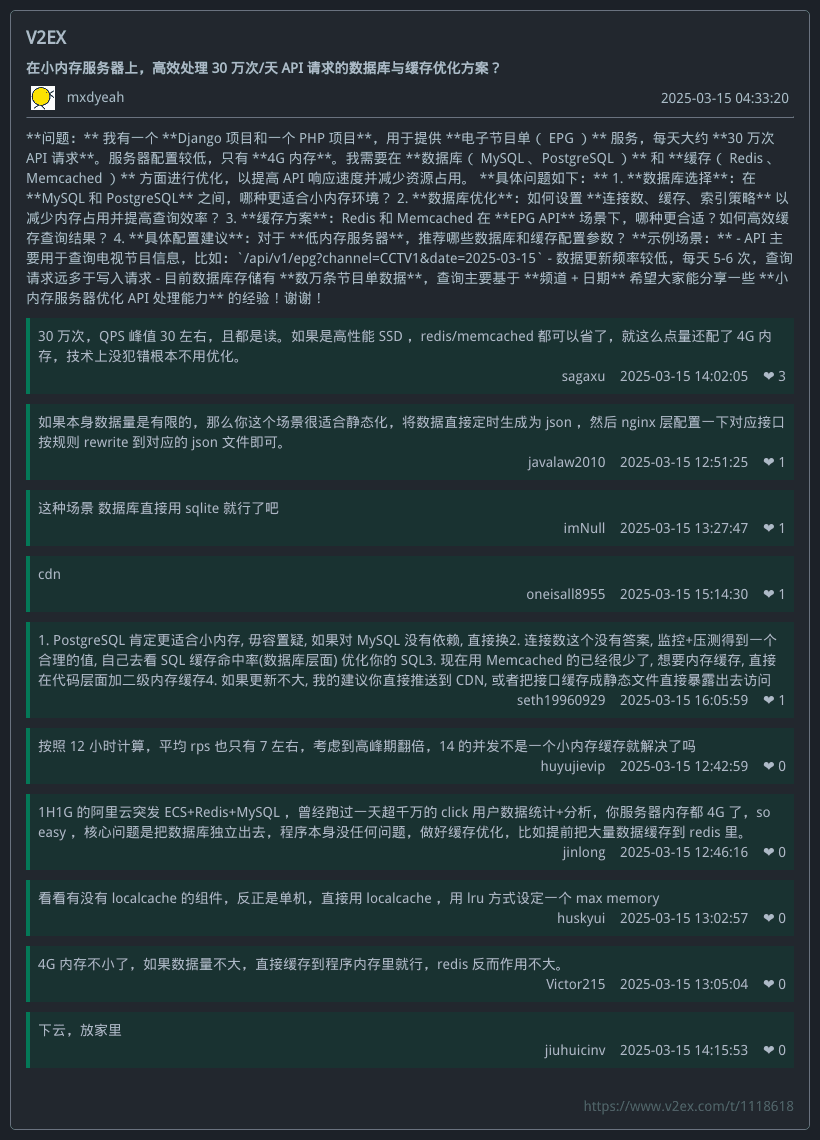 V2EX
在小内存服务器上，高效处理 30 万次/天 API 请求的数据库与缓存优化方案？
mxdyeah 2025-03-15 04:33:20
**问题：** 我有一个 **Django 项目和一个 PHP 项目**，用于提供 **电子节目单（ EPG ）** 服务，每天大约 **30 万次
API 请求**。服务器配置较低，只有 **4G 内存**。我需要在 **数据库（ MySQL 、PostgreSQL ）** 和 **缓存（ Redis 、
Memcached ）** 方面进行优化，以提高 API 响应速度并减少资源占用。 **具体问题如下：** 1. **数据库选择**：在
**MySQL 和 PostgreSQL** 之间，哪种更适合小内存环境？ 2. **数据库优化**：如何设置 **连接数、缓存、索引策略** 以
减少内存占用并提高查询效率？ 3. **缓存方案**：Redis 和 Memcached 在 **EPG API** 场景下，哪种更合适？如何高效缓
存查询结果？ 4. **具体配置建议**：对于 **低内存服务器**，推荐哪些数据库和缓存配置参数？ **示例场景：** - API 主
要用于查询电视节目信息，比如：`/api/v1/epg?channel=CCTV1&date=2025-03-15` - 数据更新频率较低，每天 5-6 次，查询
请求远多于写入请求 - 目前数据库存储有 **数万条节目单数据**，查询主要基于 **频道 + 日期** 希望大家能分享一些 **小
内存服务器优化 API 处理能力** 的经验！谢谢！
30 万次，QPS 峰值 30 左右，且都是读。如果是高性能 SSD ，redis/memcached 都可以省了，就这么点量还配了 4G 内
存，技术上没犯错根本不用优化。
sagaxu 2025-03-15 14:02:05 ❤ 3
如果本身数据量是有限的，那么你这个场景很适合静态化，将数据直接定时生成为 json ，然后 nginx 层配置一下对应接口
按规则 rewrite 到对应的 json 文件即可。
javalaw2010 2025-03-15 12:51:25 ❤ 1
这种场景 数据库直接用 sqlite 就行了吧
imNull 2025-03-15 13:27:47 ❤ 1
cdn
oneisall8955 2025-03-15 15:14:30 ❤ 1
1. PostgreSQL 肯定更适合小内存, 毋容置疑, 如果对 MySQL 没有依赖, 直接换2. 连接数这个没有答案, 监控+压测得到一个
合理的值, 自己去看 SQL 缓存命中率(数据库层面) 优化你的 SQL3. 现在用 Memcached 的已经很少了, 想要内存缓存, 直接
在代码层面加二级内存缓存4. 如果更新不大, 我的建议你直接推送到 CDN, 或者把接口缓存成静态文件直接暴露出去访问
seth19960929 2025-03-15 16:05:59 ❤ 1
按照 12 小时计算，平均 rps 也只有 7 左右，考虑到高峰期翻倍，14 的并发不是一个小内存缓存就解决了吗
huyujievip 2025-03-15 12:42:59 ❤ 0
1H1G 的阿里云突发 ECS+Redis+MySQL ，曾经跑过一天超千万的 click 用户数据统计+分析，你服务器内存都 4G 了，so
easy ，核心问题是把数据库独立出去，程序本身没任何问题，做好缓存优化，比如提前把大量数据缓存到 redis 里。
jinlong 2025-03-15 12:46:16 ❤ 0
看看有没有 localcache 的组件，反正是单机，直接用 localcache ，用 lru 方式设定一个 max memory
huskyui 2025-03-15 13:02:57 ❤ 0
4G 内存不小了，如果数据量不大，直接缓存到程序内存里就行，redis 反而作用不大。
Victor215 2025-03-15 13:05:04 ❤ 0
下云，放家里
jiuhuicinv 2025-03-15 14:15:53 ❤ 0
https://www.v2ex.com/t/1118618